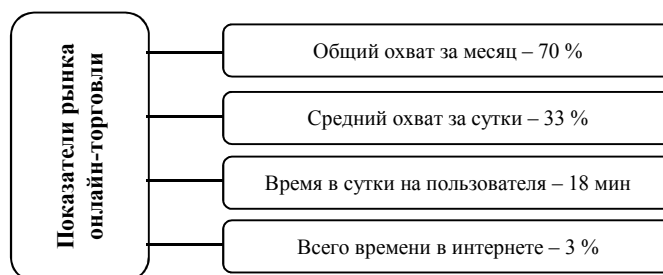 Показатели рынка
онлайн-торговли
Общий охват за месяц – 70 %
Средний охват за сутки – 33 %
Время в сутки на пользователя – 18 мин
Всего времени в интернете – 3 %